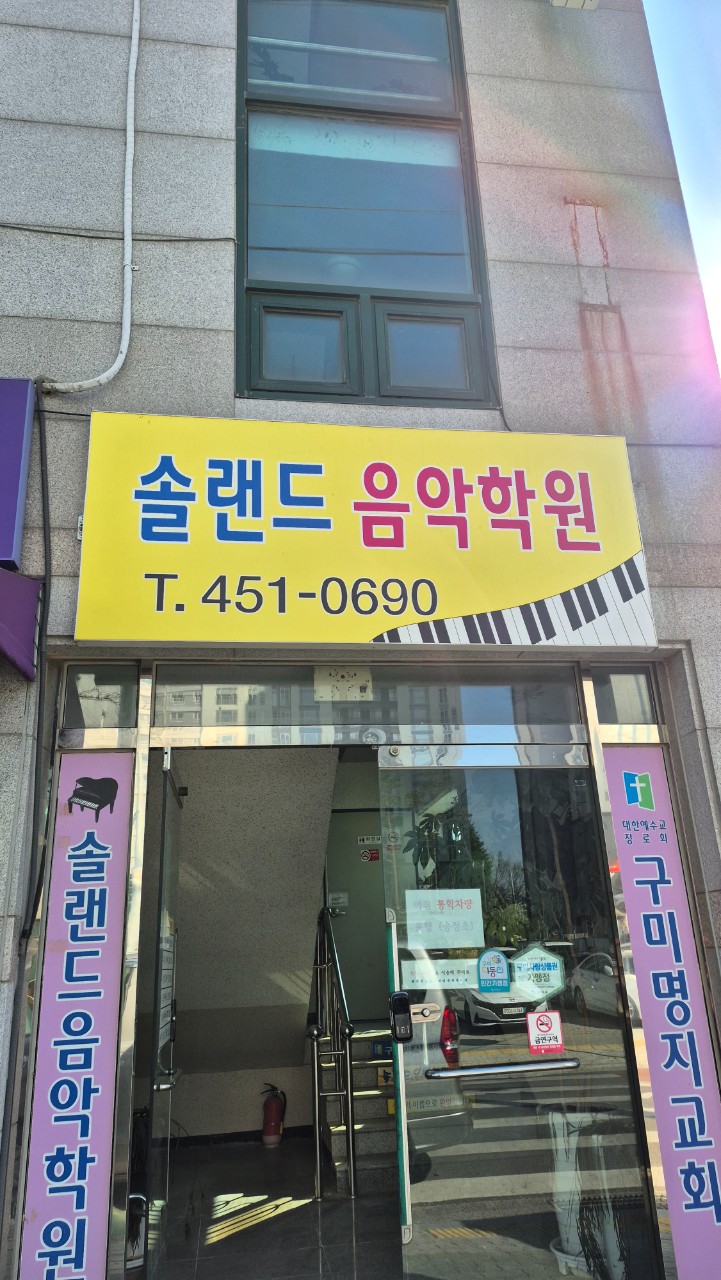 솔랜드 음악학원
T. 451-0690
솔랜드음악학원
대한예수교
장로회
구미명지교회
통학차량
금연구역